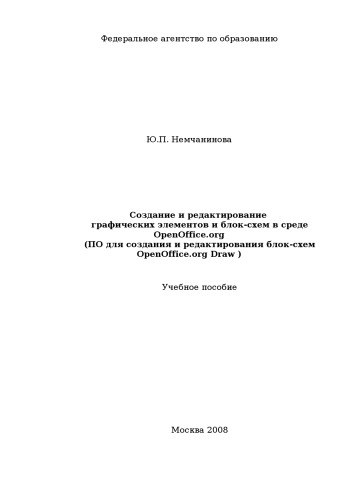 Федеральное агентство по образованию
Ю.П. Немчанинова
Создание и редактирование
графических элементов и блок-схем в среде
OpenOffice.org
(ПО для создания и редактирования блок-схем
OpenOffice.org Draw )
Учебное пособие
Москва 2008